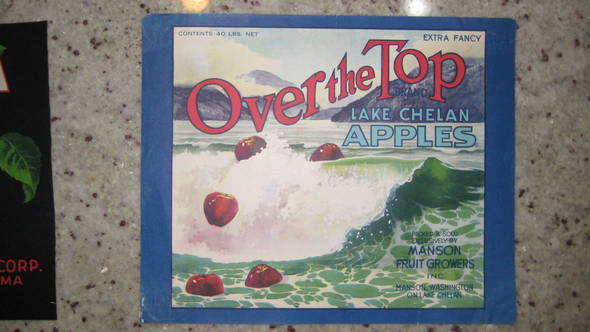 CONTENTS 40 LBS. NET
EXTRA FANCY
Over the Top
BRAND
LAKE CHELAN
APPLES
PACKED & SOLD
EXCLUSIVELY BY
MANSON
FRUIT GROWERS
INC
MANSON, WASHINGTON
ON LAKE CHELAN
CORP.
MA